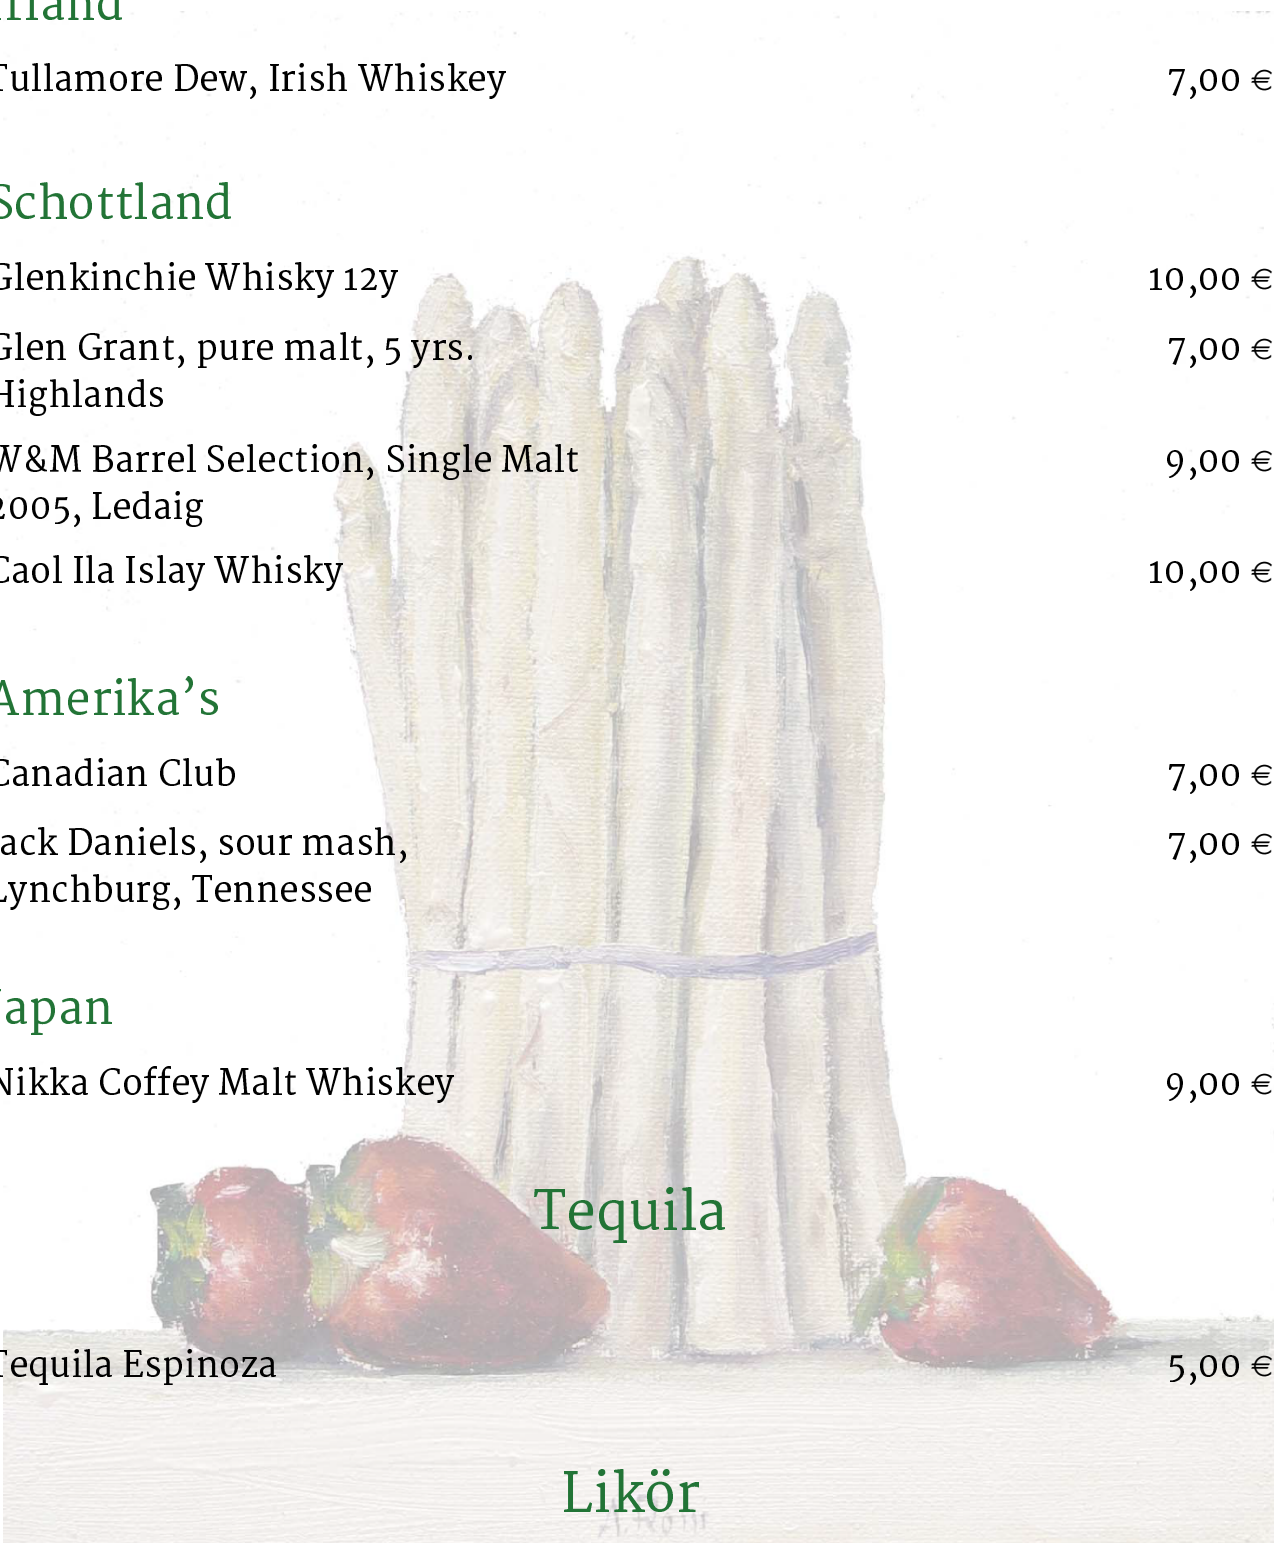 Irland
Tullamore Dew, Irish Whiskey 7,00 €
Schottland
Glenkinchie Whisky 12y 10,00 €
Glen Grant, pure malt, 5 yrs. 7,00 €
Highlands
W&M Barrel Selection, Single Malt 9,00 €
2005, Ledaig
Caol Ila Islay Whisky 10,00 €
Amerika’s
Canadian Club 7,00 €
Jack Daniels, sour mash, 7,00 €
Lynchburg, Tennessee
Japan
Nikka Coffey Malt Whiskey 9,00 €
Tequila
Tequila Espinoza 5,00 €
Likör